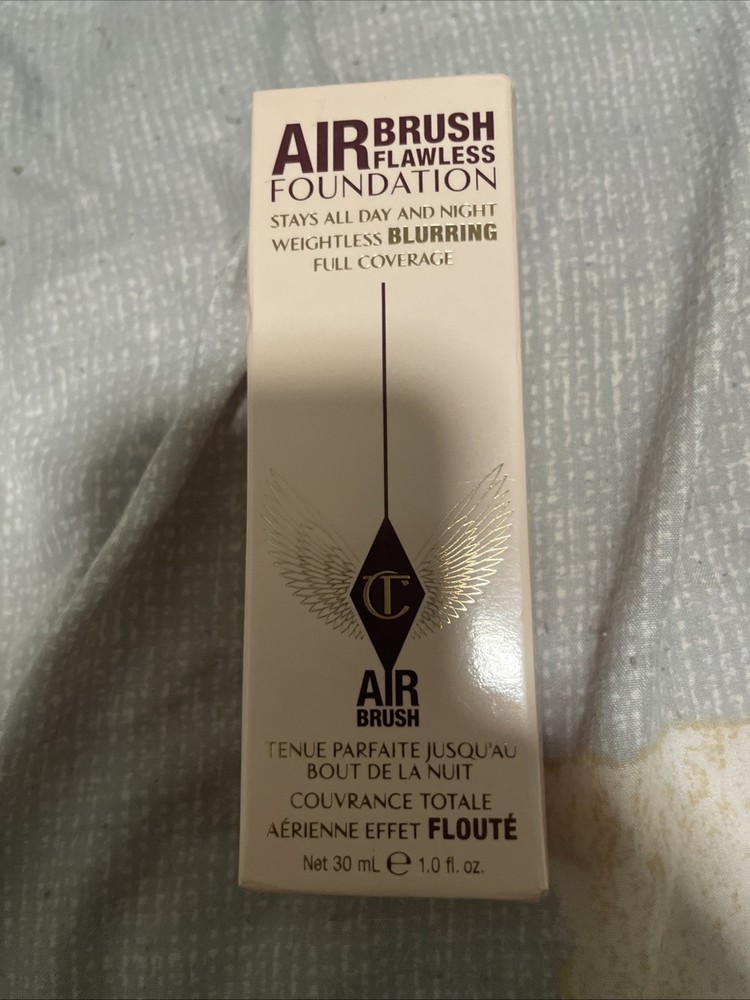 AIRBRUSH
FLAWLESS
FOUNDATION
STAYS ALL DAY AND NIGHT
WEIGHTLESS BLURRING
FULL COVERAGE
CT
AIR
BRUSH
TENUE PARFAITE JUSQU'AU
BOUT DE LA NUIT
COUVRANCE TOTALE
AÉRIENNE EFFET FLOUTÉ
Net 30 mL e 1.0 fl. oz.